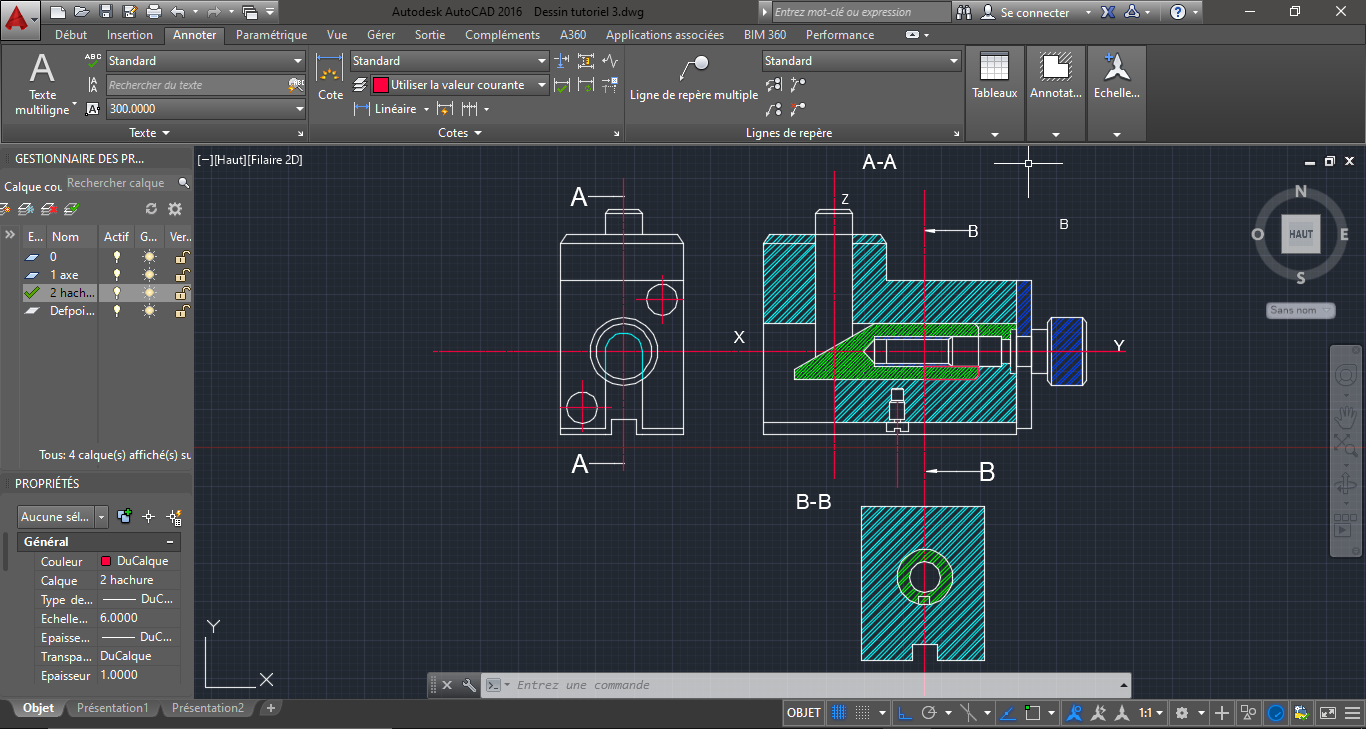 Autodesk AutoCAD 2016 Dessin tutoriel 3.dwg
Entrez mot-clé ou expression
Se connecter
Début Insertion Annoter Paramétrique Vue Gérer Sortie Compléments A360 Applications associées BIM 360 Performance
A
Texte
multiligne
ABC
Standard
Rechercher du texte
300.0000
Texte
Cote
Standard
Utiliser la valeur courante
Linéaire
Cotes
Ligne de repère multiple
Standard
Lignes de repère
Tableaux
Annotat...
Echelle...
GESTIONNAIRE DES PR...
Calque cou
Rechercher calque
E... Nom Actif G... Ver..
0
1 axe
2 hach...
Defpoi...
Tous: 4 calque(s) affiché(s) su
PROPRIÉTÉS
Aucune sél...
Général
Couleur DuCalque
Calque 2 hachure
Type de... DuC...
Echelle... 6.0000
Epaisse... DuC...
Transpa... DuCalque
Epaisseur 1.0000
[−][Haut][Filaire 2D]
A-A
A
Z
B
B
X
Y
A
B
B-B
N
O
HAUT
E
S
Sans nom
Y
X
Entrez une commande
Objet Présentation1 Présentation2 +
OBJET
1:1